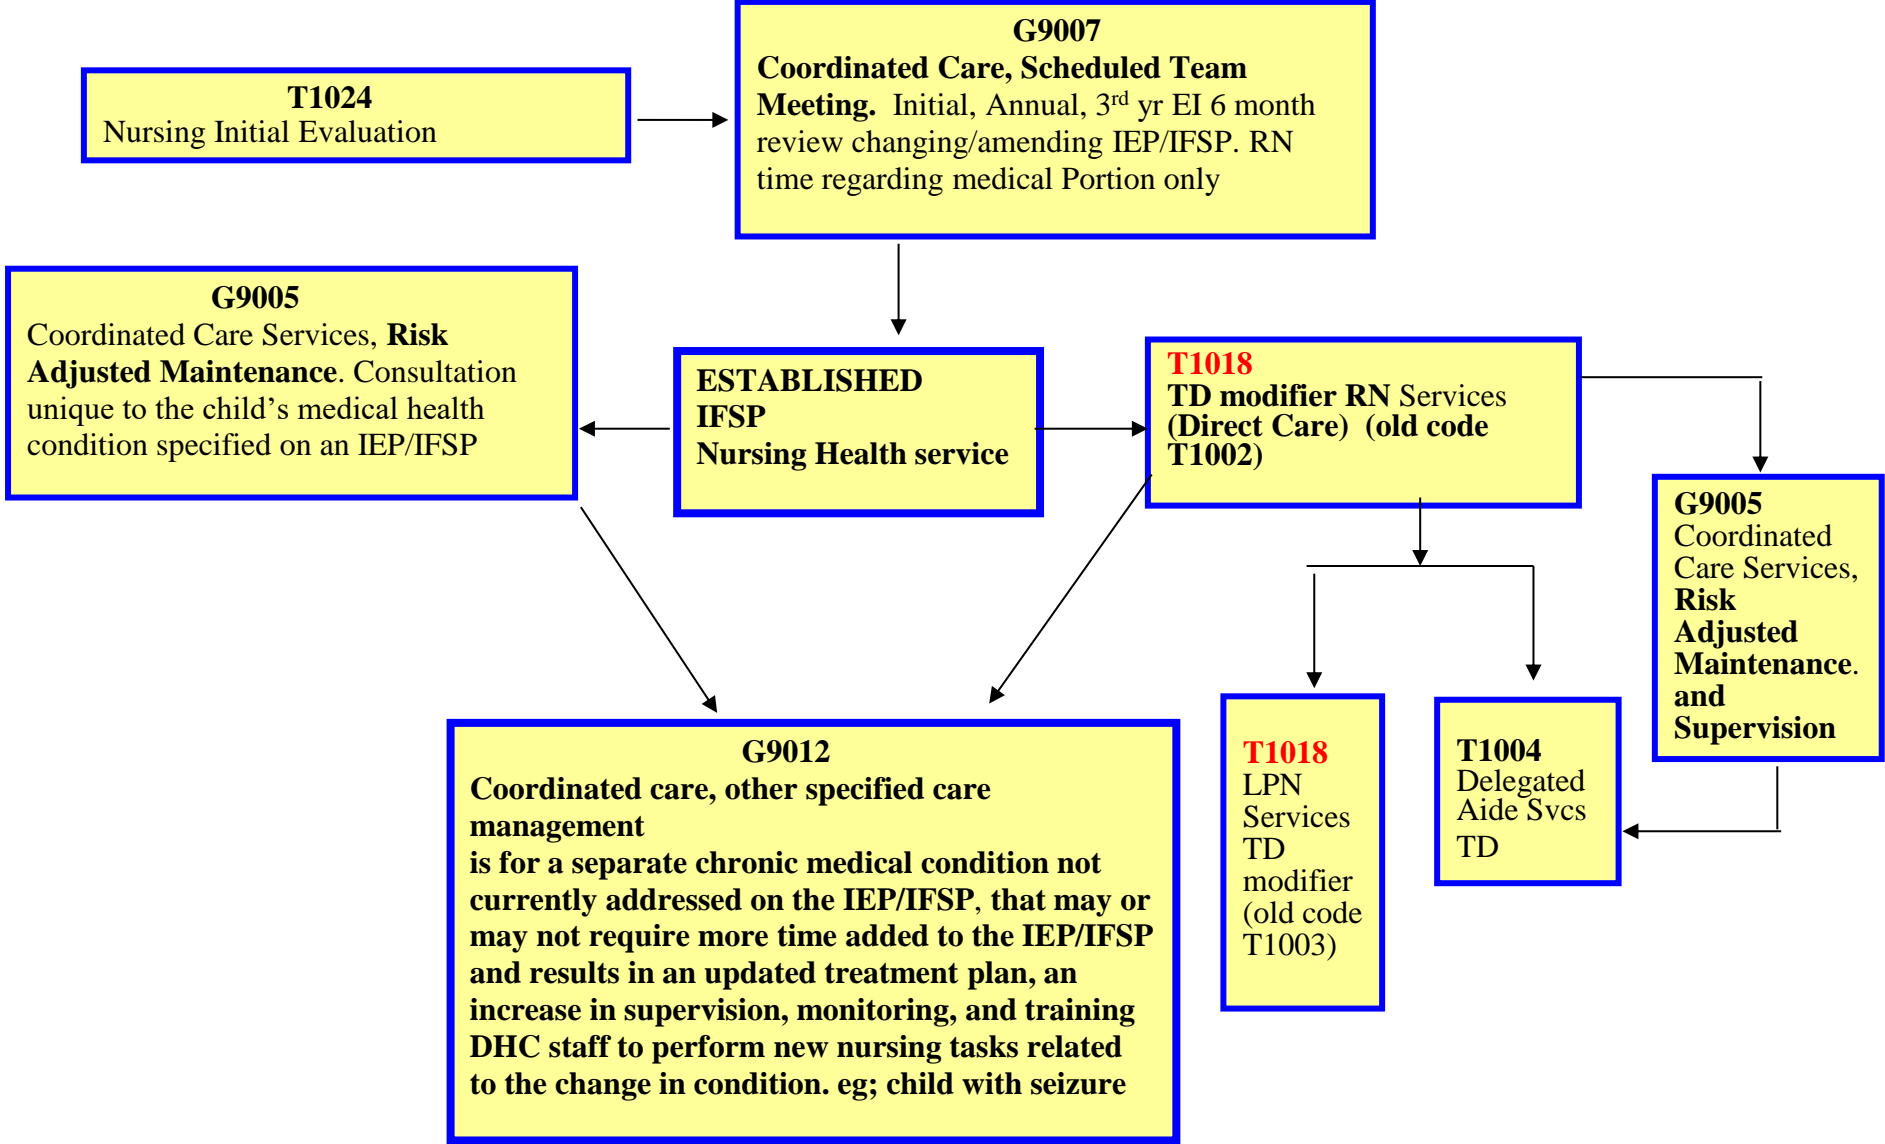 G9007
Coordinated Care, Scheduled Team
Meeting. Initial, Annual, 3rd yr EI 6 month
review changing/amending IEP/IFSP. RN
time regarding medical Portion only
T1024
Nursing Initial Evaluation
G9005
Coordinated Care Services, Risk
Adjusted Maintenance. Consultation
unique to the child’s medical health
condition specified on an IEP/IFSP
ESTABLISHED
IFSP
Nursing Health service
T1018
TD modifier RN Services
(Direct Care) (old code
T1002)
G9005
Coordinated
Care Services,
Risk
Adjusted
Maintenance.
and
Supervision
G9012
Coordinated care, other specified care
management
is for a separate chronic medical condition not
currently addressed on the IEP/IFSP, that may or
may not require more time added to the IEP/IFSP
and results in an updated treatment plan, an
increase in supervision, monitoring, and training
DHC staff to perform new nursing tasks related
to the change in condition. eg; child with seizure
T1018
LPN
Services
TD
modifier
(old code
T1003)
T1004
Delegated
Aide Svcs
TD